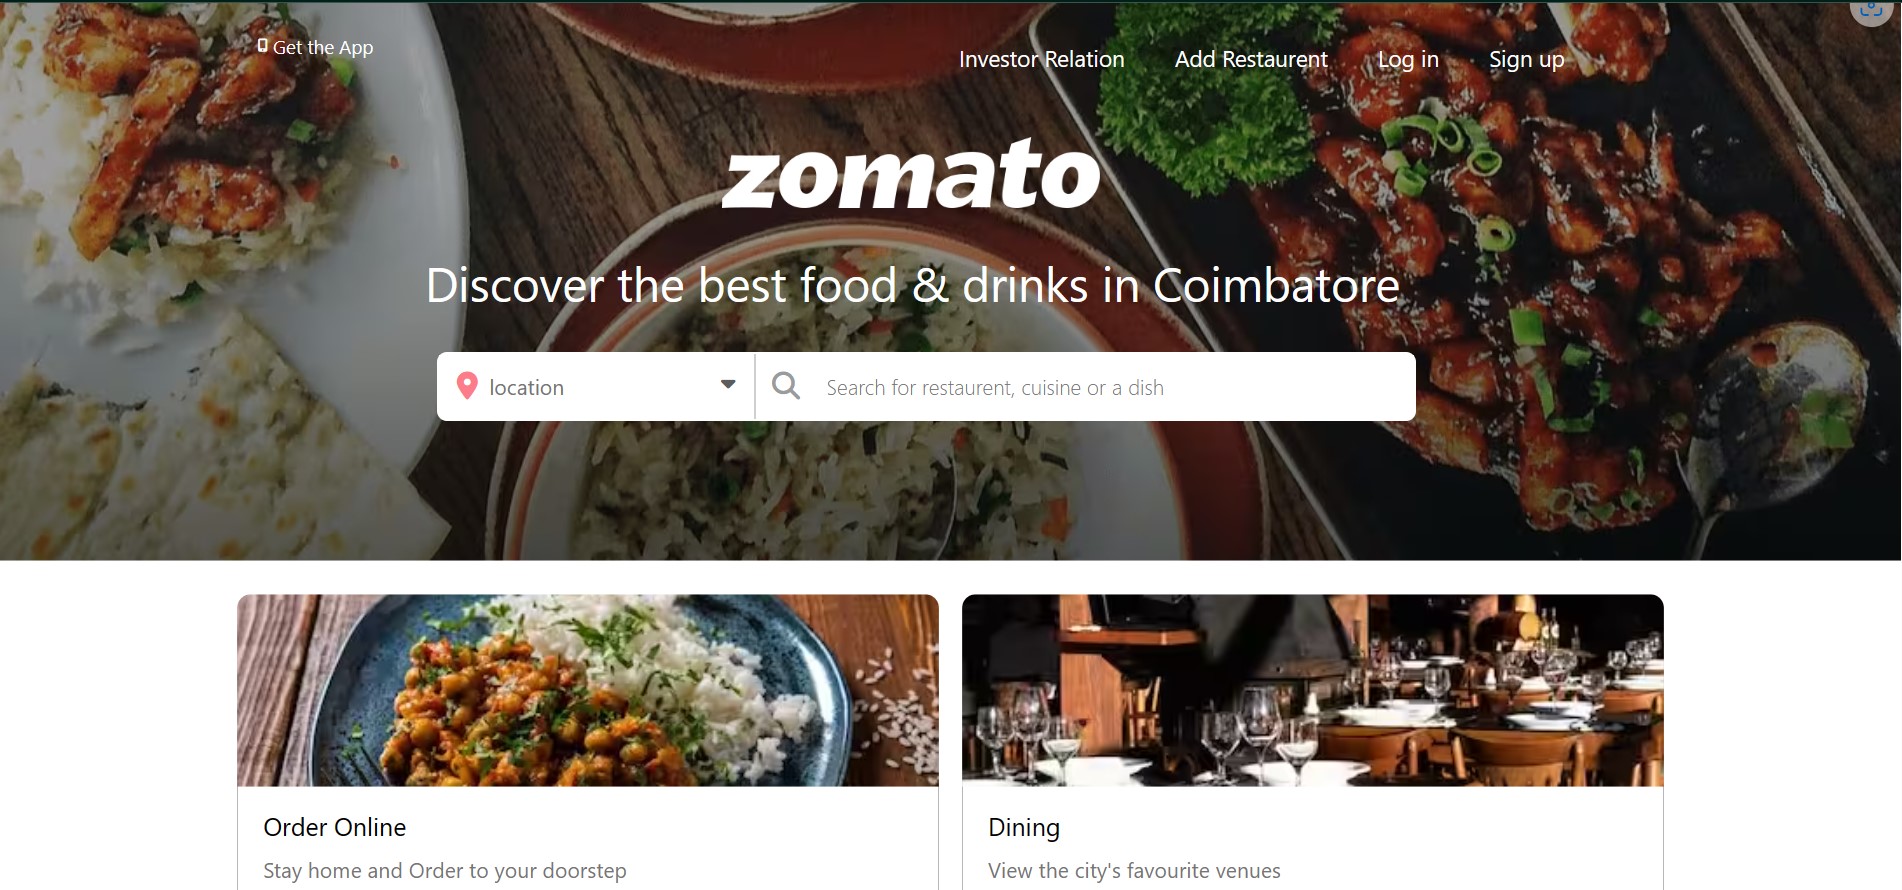 Get the App
Investor Relation
Add Restaurent
Log in
Sign up
zomato
Discover the best food & drinks in Coimbatore
location
Search for restaurent, cuisine or a dish
Order Online
Stay home and Order to your doorstep
Dining
View the city's favourite venues